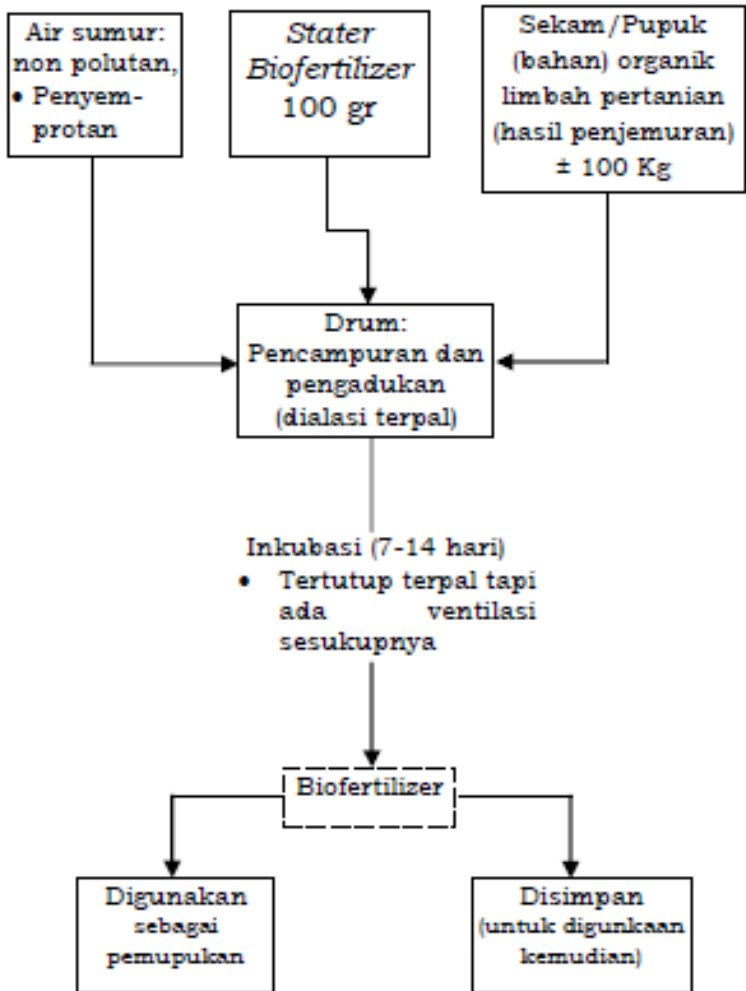 Air sumur:
non polutan,
• Penyem-
protan
Stater
Biofertilizer
100 gr
Sekam/Pupuk
(bahan) organik
limbah pertanian
(hasil penjemuran)
± 100 Kg
Drum:
Pencampuran dan
pengadukan
(dialasi terpal)
Inkubasi (7-14 hari)
• Tertutup terpal tapi
ada ventilasi
sesukupnya
Biofertilizer
Digunakan
sebagai
pemupukan
Disimpan
(untuk digunkaan
kemudian)